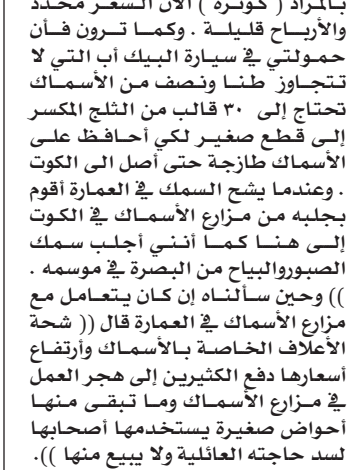 بالمزاد ( كوترة ) الان السعر محدد
والأرباح قليلة . وكما ترون فأن
حمولتي في سيارة البيك أب التي لا
تتجاوز طنا ونصف من الأسماك
تحتاج إلى ٣٠ قالب من الثلج المكسر
إلى قطع صغير لكي أحافظ على
الأسماك طازجة حتى أصل الى الكوت
. وعندما يشح السمك في العمارة أقوم
بجلبه من مزارع الأسماك في الكوت
إلى هنا كما أنني أجلب سمك
الصبوروالبياح من البصرة في موسمه .
)) وحين سألناه إن كان يتعامل مع
مزارع الأسماك في العمارة قال (( شحة
الأعلاف الخاصة بالأسماك وأرتفاع
أسعارها دفع الكثيرين إلى هجر العمل
في مزارع الأسماك وما تبقى منها
أحواض صغيرة يستخدمها أصحابها
لسد حاجته العائلية ولا يبيع منها )).